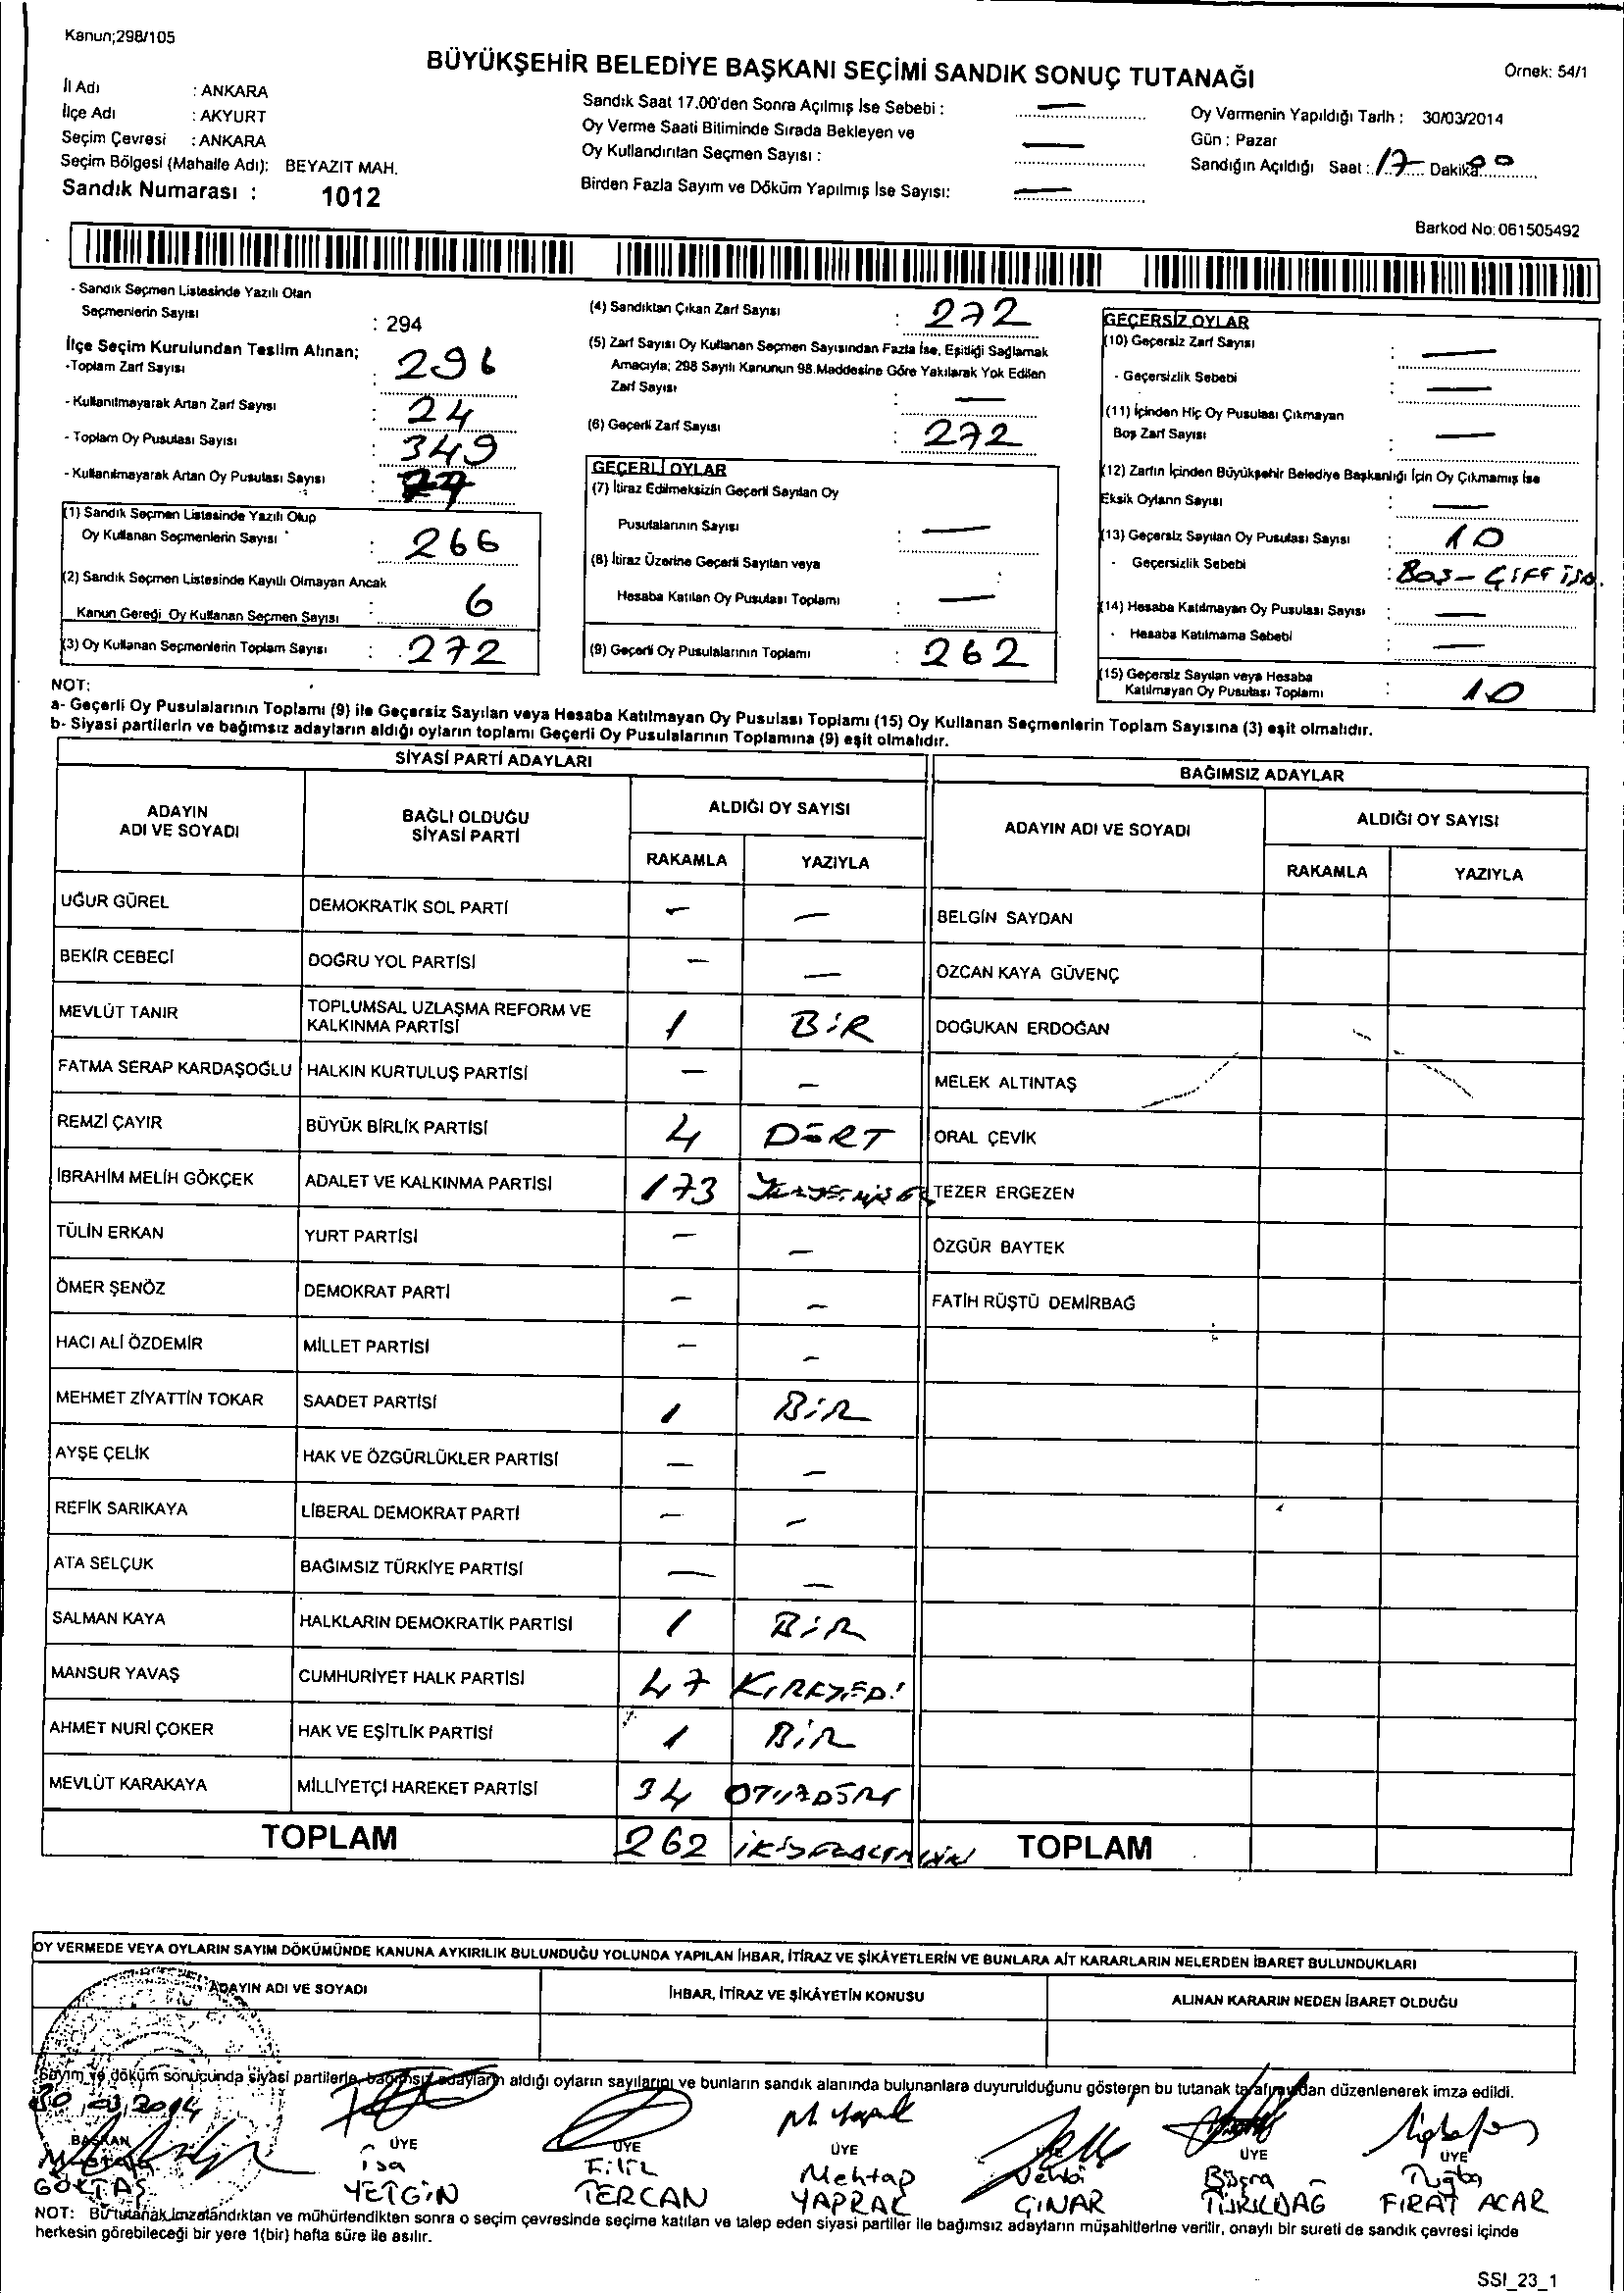 Kanun;298/105
BÜYÜKŞEHİR BELEDİYE BAŞKANI SEÇİMİ SANDIK SONUÇ TUTANAĞI
Örnek: 54/1
İl Adı : ANKARA
İlçe Adı : AKYURT
Seçim Çevresi : ANKARA
Seçim Bölgesi (Mahalle Adı): BEYAZIT MAH.
Sandık Numarası : 1012
Sandık Saat 17.00'den Sonra Açılmış İse Sebebi : —
Oy Verme Saati Bitiminde Sırada Bekleyen ve
Oy Kullandırılan Seçmen Sayısı : —
Birden Fazla Sayım ve Döküm Yapılmış İse Sayısı: —
Oy Vermenin Yapıldığı Tarih : 30/03/2014
Gün : Pazar
Sandığın Açıldığı Saat : 17 Dakika 00
Barkod No: 061505492
- Sandık Seçmen Listesinde Yazılı Olan
Seçmenlerin Sayısı : 294
İlçe Seçim Kurulundan Teslim Alınan;
-Toplam Zarf Sayısı : 296
- Kullanılmayarak Artan Zarf Sayısı : 24
- Toplam Oy Pusulası Sayısı : 349
- Kullanılmayarak Artan Oy Pusulası Sayısı : 77
(1) Sandık Seçmen Listesinde Yazılı Olup
Oy Kullanan Seçmenlerin Sayısı : 266
(2) Sandık Seçmen Listesinde Kayıtlı Olmayan Ancak
Kanun Gereği Oy Kullanan Seçmen Sayısı : 6
(3) Oy Kullanan Seçmenlerin Toplam Sayısı : 272
(4) Sandıktan Çıkan Zarf Sayısı : 272
(5) Zarf Sayısı Oy Kullanan Seçmen Sayısından Fazla İse, Eşitliği Sağlamak
Amacıyla; 298 Sayılı Kanunun 98.Maddesine Göre Yakılarak Yok Edilen
Zarf Sayısı : —
(6) Geçerli Zarf Sayısı : 272
GEÇERLİ OYLAR
(7) İtiraz Edilmeksizin Geçerli Sayılan Oy
Pusulalarının Sayısı : —
(8) İtiraz Üzerine Geçerli Sayılan veya
Hesaba Katılan Oy Pusulası Toplamı : —
(9) Geçerli Oy Pusulalarının Toplamı : 262
GEÇERSİZ OYLAR
(10) Geçersiz Zarf Sayısı : —
- Geçersizlik Sebebi : —
(11) İçinden Hiç Oy Pusulası Çıkmayan
Boş Zarf Sayısı : —
(12) Zarfın İçinden Büyükşehir Belediye Başkanlığı İçin Oy Çıkmamış İse
Eksik Oyların Sayısı : —
(13) Geçersiz Sayılan Oy Pusulası Sayısı : 10
- Geçersizlik Sebebi : BOŞ - ÇİFT
(14) Hesaba Katılmayan Oy Pusulası Sayısı : —
- Hesaba Katılmama Sebebi : —
(15) Geçersiz Sayılan veya Hesaba
Katılmayan Oy Pusulası Toplamı : 10
NOT:
a- Geçerli Oy Pusulalarının Toplamı (9) ile Geçersiz Sayılan veya Hesaba Katılmayan Oy Pusulası Toplamı (15) Oy Kullanan Seçmenlerin Toplam Sayısına (3) eşit olmalıdır.
b- Siyasi partilerin ve bağımsız adayların aldığı oyların toplamı Geçerli Oy Pusulalarının Toplamına (9) eşit olmalıdır.
SİYASİ PARTİ ADAYLARI
BAĞIMSIZ ADAYLAR
ADAYIN ADI VE SOYADI
BAĞLI OLDUĞU SİYASİ PARTİ
ALDIĞI OY SAYISI
RAKAMLA YAZIYLA
ADAYIN ADI VE SOYADI
ALDIĞI OY SAYISI
RAKAMLA YAZIYLA
UĞUR GÜREL DEMOKRATİK SOL PARTİ — — BELGİN SAYDAN
BEKİR CEBECİ DOĞRU YOL PARTİSİ — — ÖZCAN KAYA GÜVENÇ
MEVLÜT TANIR TOPLUMSAL UZLAŞMA REFORM VE KALKINMA PARTİSİ 1 BİR DOĞUKAN ERDOĞAN
FATMA SERAP KARDAŞOĞLU HALKIN KURTULUŞ PARTİSİ — — MELEK ALTINTAŞ
REMZİ ÇAYIR BÜYÜK BİRLİK PARTİSİ 4 DÖRT ORAL ÇEVİK
İBRAHİM MELİH GÖKÇEK ADALET VE KALKINMA PARTİSİ 173 TEZER ERGEZEN
TÜLİN ERKAN YURT PARTİSİ — — ÖZGÜR BAYTEK
ÖMER ŞENÖZ DEMOKRAT PARTİ — — FATİH RÜŞTÜ DEMİRBAĞ
HACI ALİ ÖZDEMİR MİLLET PARTİSİ — —
MEHMET ZİYATTİN TOKAR SAADET PARTİSİ 1 BİR
AYŞE ÇELİK HAK VE ÖZGÜRLÜKLER PARTİSİ — —
REFİK SARIKAYA LİBERAL DEMOKRAT PARTİ — —
ATA SELÇUK BAĞIMSIZ TÜRKİYE PARTİSİ — —
SALMAN KAYA HALKLARIN DEMOKRATİK PARTİSİ 1 BİR
MANSUR YAVAŞ CUMHURİYET HALK PARTİSİ 47 KIRKYEDİ
AHMET NURİ ÇOKER HAK VE EŞİTLİK PARTİSİ 1 BİR
MEVLÜT KARAKAYA MİLLİYETÇİ HAREKET PARTİSİ 34 OTUZDÖRT
TOPLAM 262 TOPLAM
OY VERMEDE VEYA OYLARIN SAYIM DÖKÜMÜNDE KANUNA AYKIRILIK BULUNDUĞU YOLUNDA YAPILAN İHBAR, İTİRAZ VE ŞİKÂYETLERİN VE BUNLARA AİT KARARLARIN NELERDEN İBARET BULUNDUKLARI
ADAYIN ADI VE SOYADI İHBAR, İTİRAZ VE ŞİKÂYETİN KONUSU ALINAN KARARIN NEDEN İBARET OLDUĞU
Sayım ve döküm sonucunda siyasi partilerle, bağımsız adayların aldığı oyların sayılarını ve bunların sandık alanında bulunanlara duyurulduğunu gösteren bu tutanak tarafımızdan düzenlenerek imza edildi.
30.03.2014
BAŞKAN ÜYE ÜYE ÜYE ÜYE ÜYE ÜYE
GÖKTAŞ
İsa YETGİN
TERCAN
Mehtap YAPRAK
Vehbi ÇINAR
Büşra
Tuğba FIRAT ACAR
NOT: Bu tutanak imzalandıktan ve mühürlendikten sonra o seçim çevresinde seçime katılan ve talep eden siyasi partiler ile bağımsız adayların müşahitlerine verilir, onaylı bir sureti de sandık çevresi içinde
herkesin görebileceği bir yere 1(bir) hafta süre ile asılır.
SSI_23_1